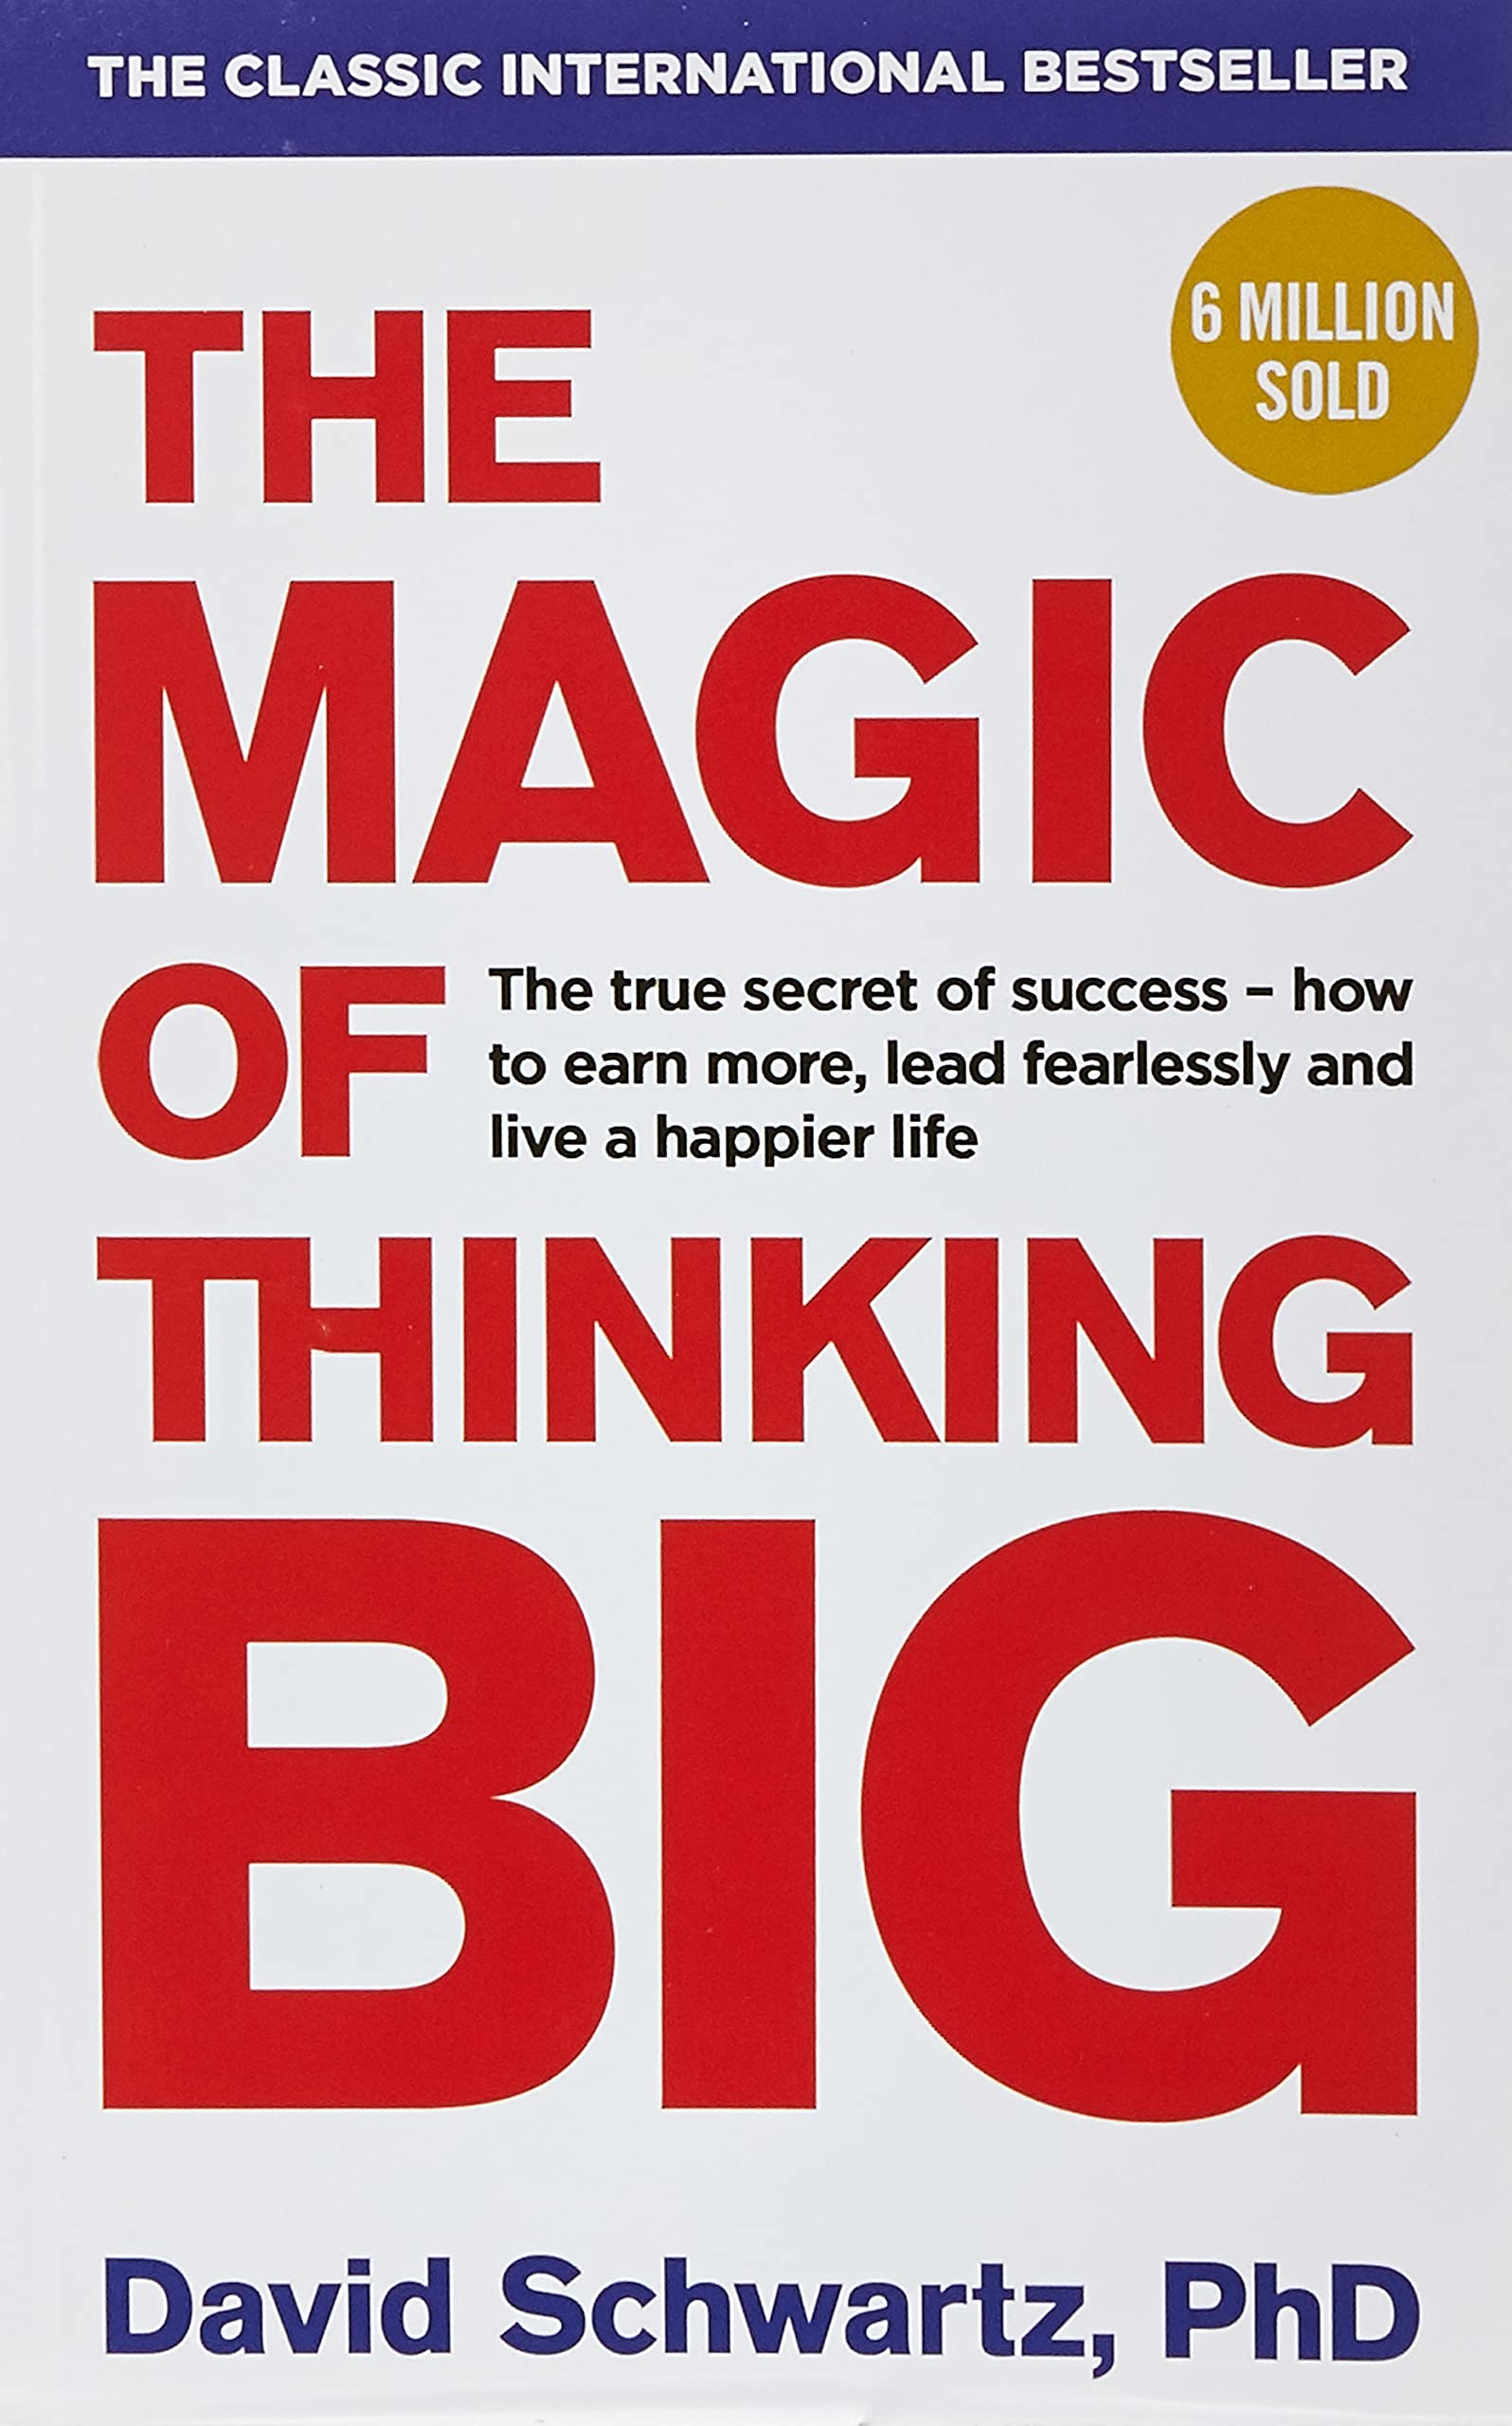 THE CLASSIC INTERNATIONAL BESTSELLER
6 MILLION
SOLD
THE
MAGIC
OF
The true secret of success – how
to earn more, lead fearlessly and
live a happier life
THINKING
BIG
David Schwartz, PhD